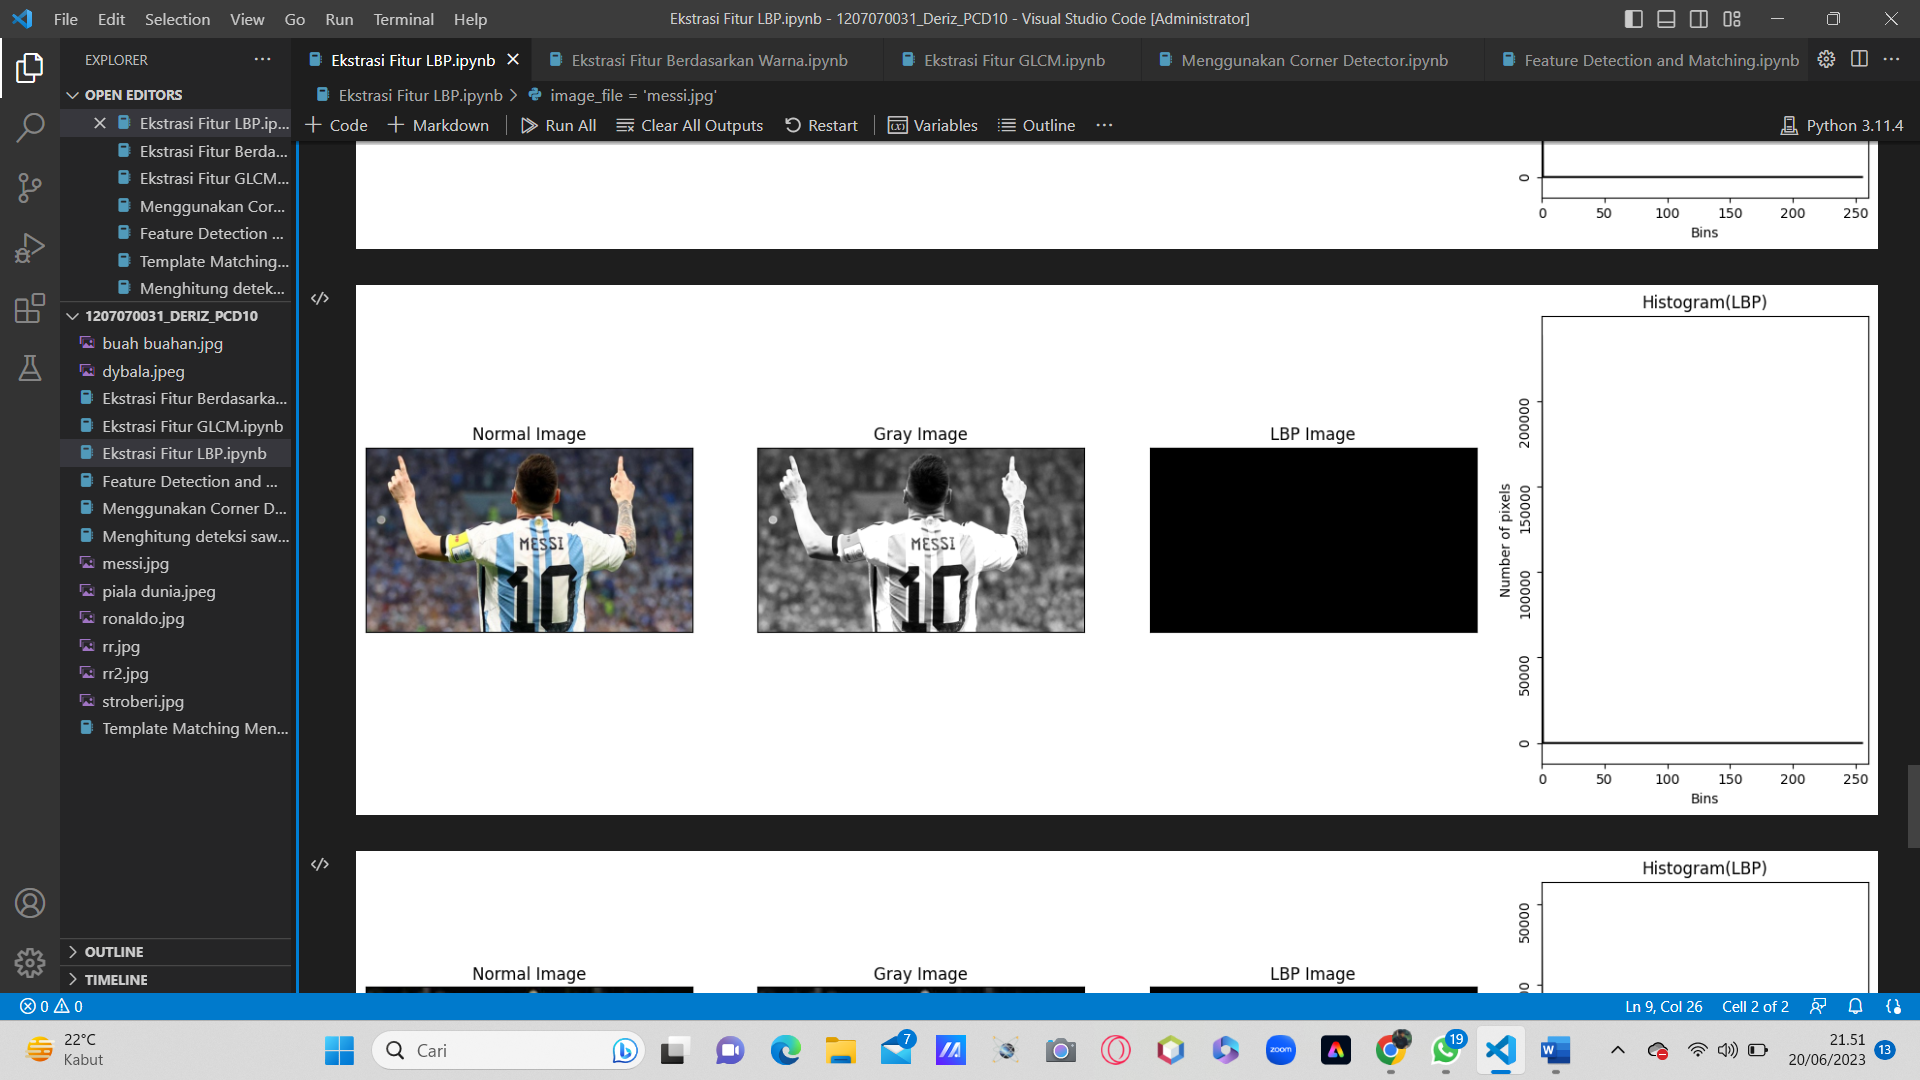 File Edit Selection View Go Run Terminal Help
Ekstrasi Fitur LBP.ipynb - 1207070031_Deriz_PCD10 - Visual Studio Code [Administrator]
EXPLORER
OPEN EDITORS
Ekstrasi Fitur LBP.ip...
Ekstrasi Fitur Berda...
Ekstrasi Fitur GLCM...
Menggunakan Cor...
Feature Detection ...
Template Matching...
Menghitung detek...
1207070031_DERIZ_PCD10
buah buahan.jpg
dybala.jpeg
Ekstrasi Fitur Berdasarka...
Ekstrasi Fitur GLCM.ipynb
Ekstrasi Fitur LBP.ipynb
Feature Detection and ...
Menggunakan Corner D...
Menghitung deteksi saw...
messi.jpg
piala dunia.jpeg
ronaldo.jpg
rr.jpg
rr2.jpg
stroberi.jpg
Template Matching Men...
OUTLINE
TIMELINE
Ekstrasi Fitur LBP.ipynb
Ekstrasi Fitur Berdasarkan Warna.ipynb
Ekstrasi Fitur GLCM.ipynb
Menggunakan Corner Detector.ipynb
Feature Detection and Matching.ipynb
Ekstrasi Fitur LBP.ipynb > image_file = 'messi.jpg'
+ Code + Markdown Run All Clear All Outputs Restart Variables Outline ...
Python 3.11.4
0
0 50 100 150 200 250
Bins
Histogram(LBP)
Normal Image
Gray Image
LBP Image
MESSI
10
MESSI
10
Number of pixels
200000
150000
100000
50000
0
0 50 100 150 200 250
Bins
Histogram(LBP)
50000
Normal Image
Gray Image
LBP Image
0 0
Ln 9, Col 26 Cell 2 of 2
22°C
Kabut
Cari
7
zoom
19
21.51
20/06/2023
13